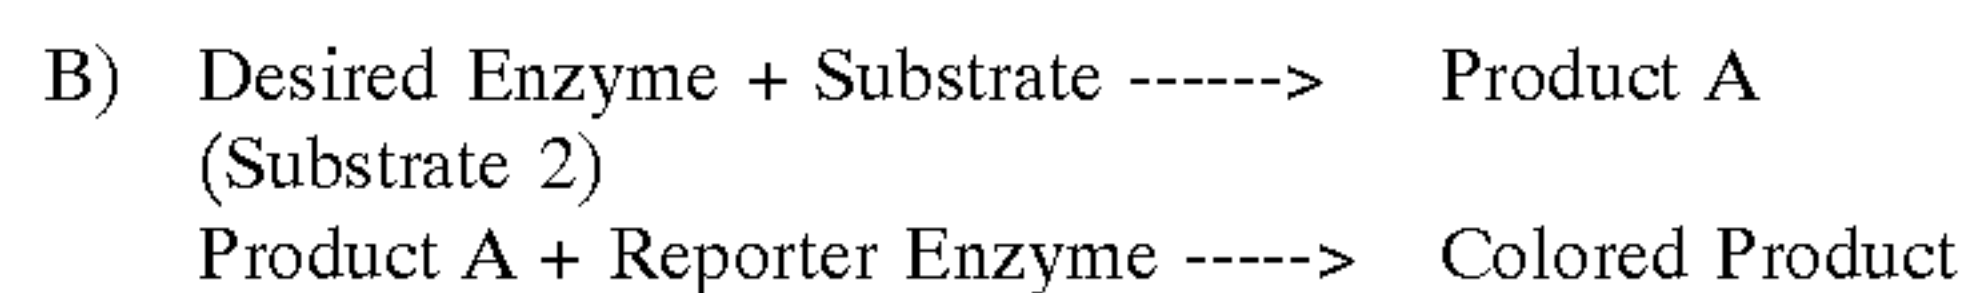 B) Desired Enzyme + Substrate ------> Product A
(Substrate 2)
Product A + Reporter Enzyme -----> Colored Product